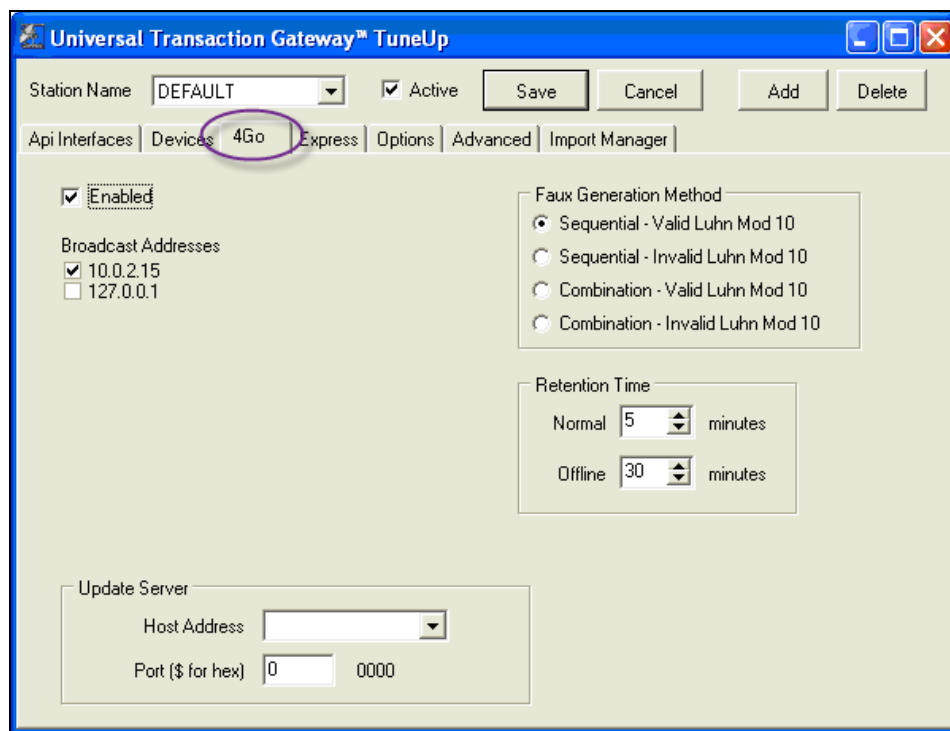 Universal Transaction Gateway™ TuneUp
Station Name DEFAULT Active Save Cancel Add Delete
Api Interfaces Devices 4Go Express Options Advanced Import Manager
Enabled
Broadcast Addresses
10.0.2.15
127.0.0.1
Faux Generation Method
Sequential - Valid Luhn Mod 10
Sequential - Invalid Luhn Mod 10
Combination - Valid Luhn Mod 10
Combination - Invalid Luhn Mod 10
Retention Time
Normal 5 minutes
Offline 30 minutes
Update Server
Host Address
Port ($ for hex) 0 0000